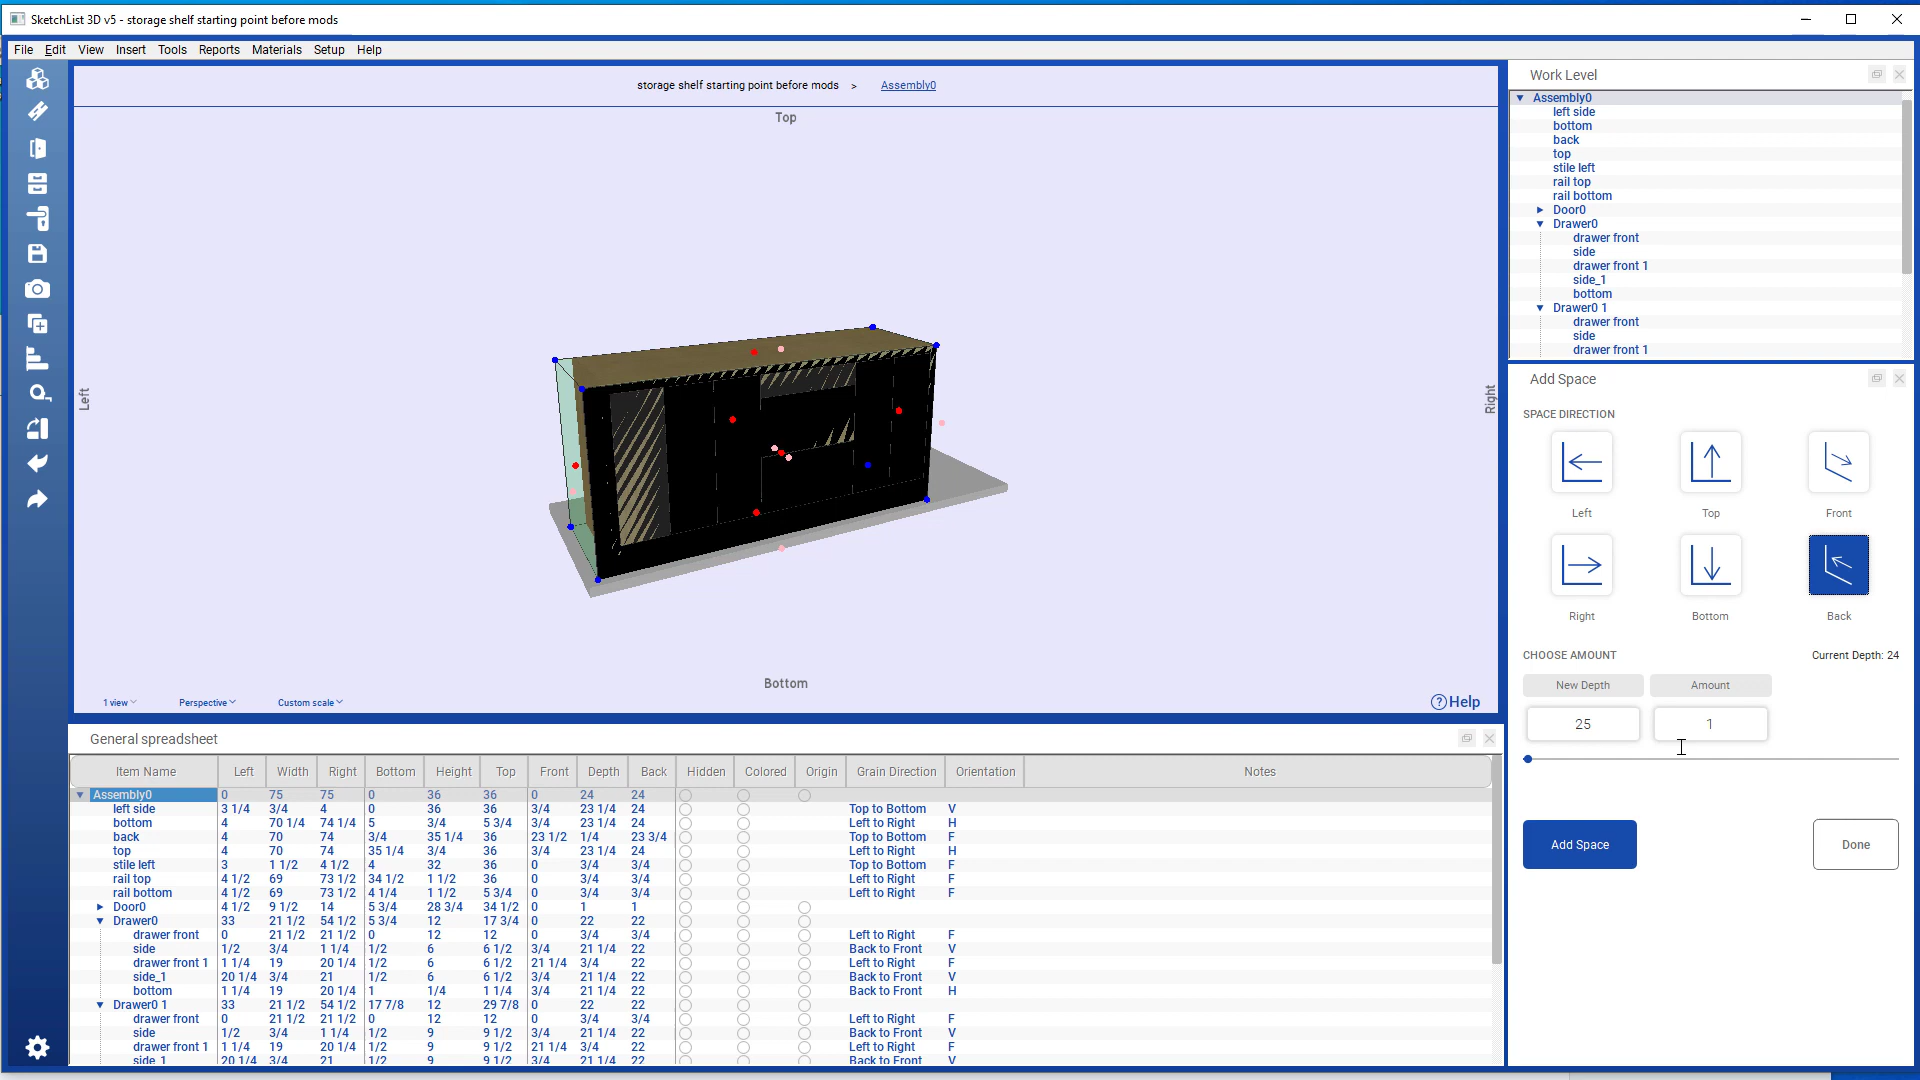 SketchList 3D v5 - storage shelf starting point before mods
File Edit View Insert Tools Reports Materials Setup Help
storage shelf starting point before mods > Assembly0
Top
Left
Right
Bottom
1 view Perspective Custom scale
Help
Work Level
Assembly0
left side
bottom
back
top
stile left
rail top
rail bottom
Door0
Drawer0
drawer front
side
drawer front 1
side_1
bottom
Drawer0 1
drawer front
side
drawer front 1
Add Space
SPACE DIRECTION
Left Top Front
Right Bottom Back
CHOOSE AMOUNT Current Depth: 24
New Depth Amount
25 1
Add Space Done
General spreadsheet
Item Name Left Width Right Bottom Height Top Front Depth Back Hidden Colored Origin Grain Direction Orientation Notes
Assembly0 0 75 75 0 36 36 0 24 24
left side 3 1/4 3/4 4 0 36 36 3/4 23 1/4 24 Top to Bottom V
bottom 4 70 1/4 74 1/4 5 3/4 5 3/4 3/4 23 1/4 24 Left to Right H
back 4 70 74 3/4 35 1/4 36 23 1/2 1/4 23 3/4 Top to Bottom F
top 4 70 74 35 1/4 3/4 36 3/4 23 1/4 24 Left to Right H
stile left 3 1 1/2 4 1/2 4 32 36 0 3/4 3/4 Top to Bottom F
rail top 4 1/2 69 73 1/2 34 1/2 1 1/2 36 0 3/4 3/4 Left to Right F
rail bottom 4 1/2 69 73 1/2 4 1/4 1 1/2 5 3/4 0 3/4 3/4 Left to Right F
Door0 4 1/2 9 1/2 14 5 3/4 28 3/4 34 1/2 0 1 1
Drawer0 33 21 1/2 54 1/2 5 3/4 12 17 3/4 0 22 22
drawer front 0 21 1/2 21 1/2 0 12 12 0 3/4 3/4 Left to Right F
side 1/2 3/4 1 1/4 1/2 6 6 1/2 3/4 21 1/4 22 Back to Front V
drawer front 1 1 1/4 19 20 1/4 1/2 6 6 1/2 21 1/4 3/4 22 Left to Right F
side_1 20 1/4 3/4 21 1/2 6 6 1/2 3/4 21 1/4 22 Back to Front V
bottom 1 1/4 19 20 1/4 1 1/4 1 1/4 3/4 21 1/4 22 Back to Front H
Drawer0 1 33 21 1/2 54 1/2 17 7/8 12 29 7/8 0 22 22
drawer front 0 21 1/2 21 1/2 0 12 12 0 3/4 3/4 Left to Right F
side 1/2 3/4 1 1/4 1/2 9 9 1/2 3/4 21 1/4 22 Back to Front V
drawer front 1 1 1/4 19 20 1/4 1/2 9 9 1/2 21 1/4 3/4 22 Left to Right F
side_1 20 1/4 3/4 21 1/2 9 9 1/2 3/4 21 1/4 22 Back to Front V